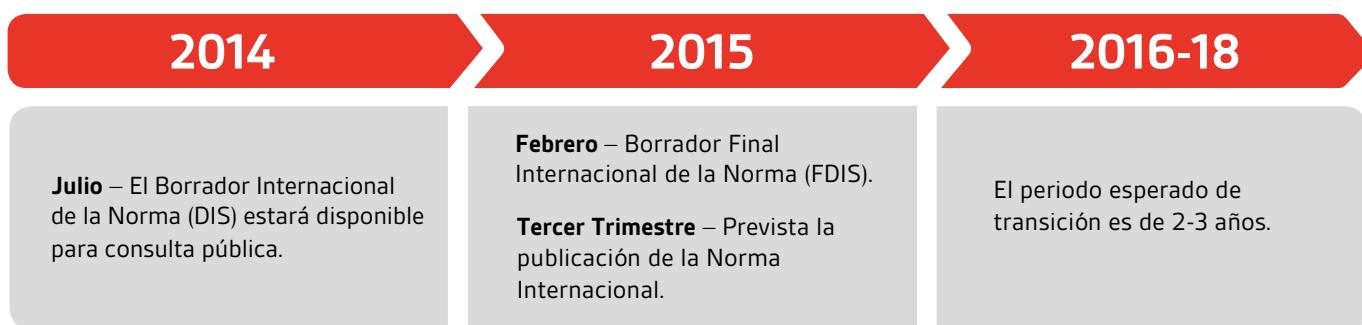 2014
2015
2016-18
Julio – El Borrador Internacional
de la Norma (DIS) estará disponible
para consulta pública.
Febrero – Borrador Final
Internacional de la Norma (FDIS).
Tercer Trimestre – Prevista la
publicación de la Norma
Internacional.
El periodo esperado de
transición es de 2-3 años.